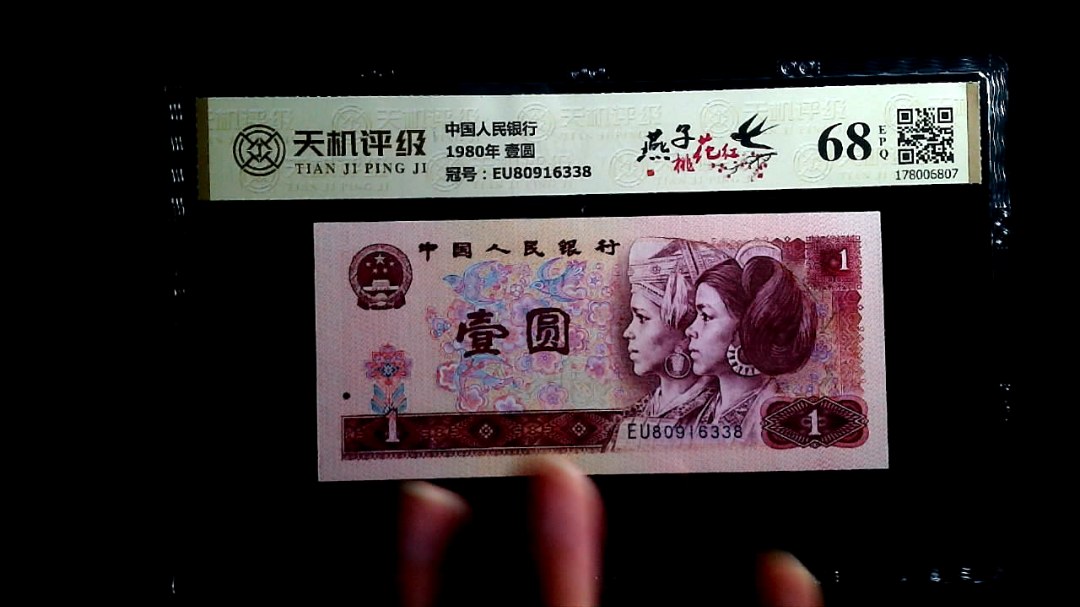 天机评级
TIAN JI PING JI
中国人民银行
1980年 壹圆
冠号：EU80916338
燕子
桃花红
68
EPQ
178006807
中国人民银行
1
壹圆
1
EU80916338
1